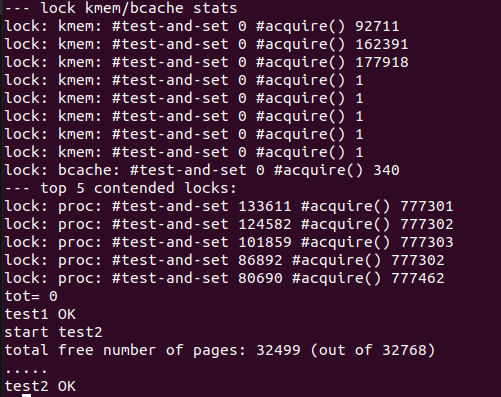 --- lock kmem/bcache stats
lock: kmem: #test-and-set 0 #acquire() 92711
lock: kmem: #test-and-set 0 #acquire() 162391
lock: kmem: #test-and-set 0 #acquire() 177918
lock: kmem: #test-and-set 0 #acquire() 1
lock: kmem: #test-and-set 0 #acquire() 1
lock: kmem: #test-and-set 0 #acquire() 1
lock: kmem: #test-and-set 0 #acquire() 1
lock: kmem: #test-and-set 0 #acquire() 1
lock: bcache: #test-and-set 0 #acquire() 340
--- top 5 contended locks:
lock: proc: #test-and-set 133611 #acquire() 777301
lock: proc: #test-and-set 124582 #acquire() 777302
lock: proc: #test-and-set 101859 #acquire() 777303
lock: proc: #test-and-set 86892 #acquire() 777302
lock: proc: #test-and-set 80690 #acquire() 777462
tot= 0
test1 OK
start test2
total free number of pages: 32499 (out of 32768)
.....
test2 OK